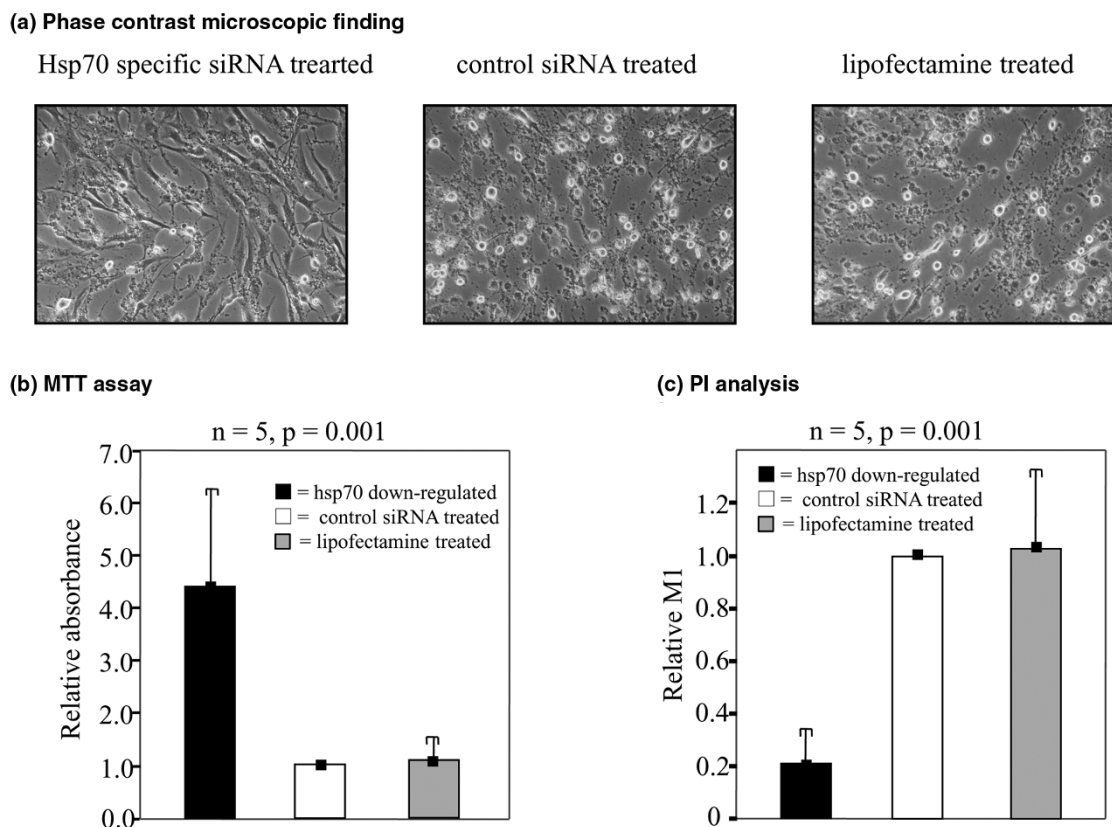 (a) Phase contrast microscopic finding
Hsp70 specific siRNA trearted
control siRNA treated
lipofectamine treated
(b) MTT assay
n = 5, p = 0.001
7.0
6.0
5.0
4.0
3.0
2.0
1.0
0.0
Relative absorbance
= hsp70 down-regulated
= control siRNA treated
= lipofectamine treated
(c) PI analysis
n = 5, p = 0.001
1.2
1.0
0.8
0.6
0.4
0.2
0
Relative M1
= hsp70 down-regulated
= control siRNA treated
= lipofectamine treated